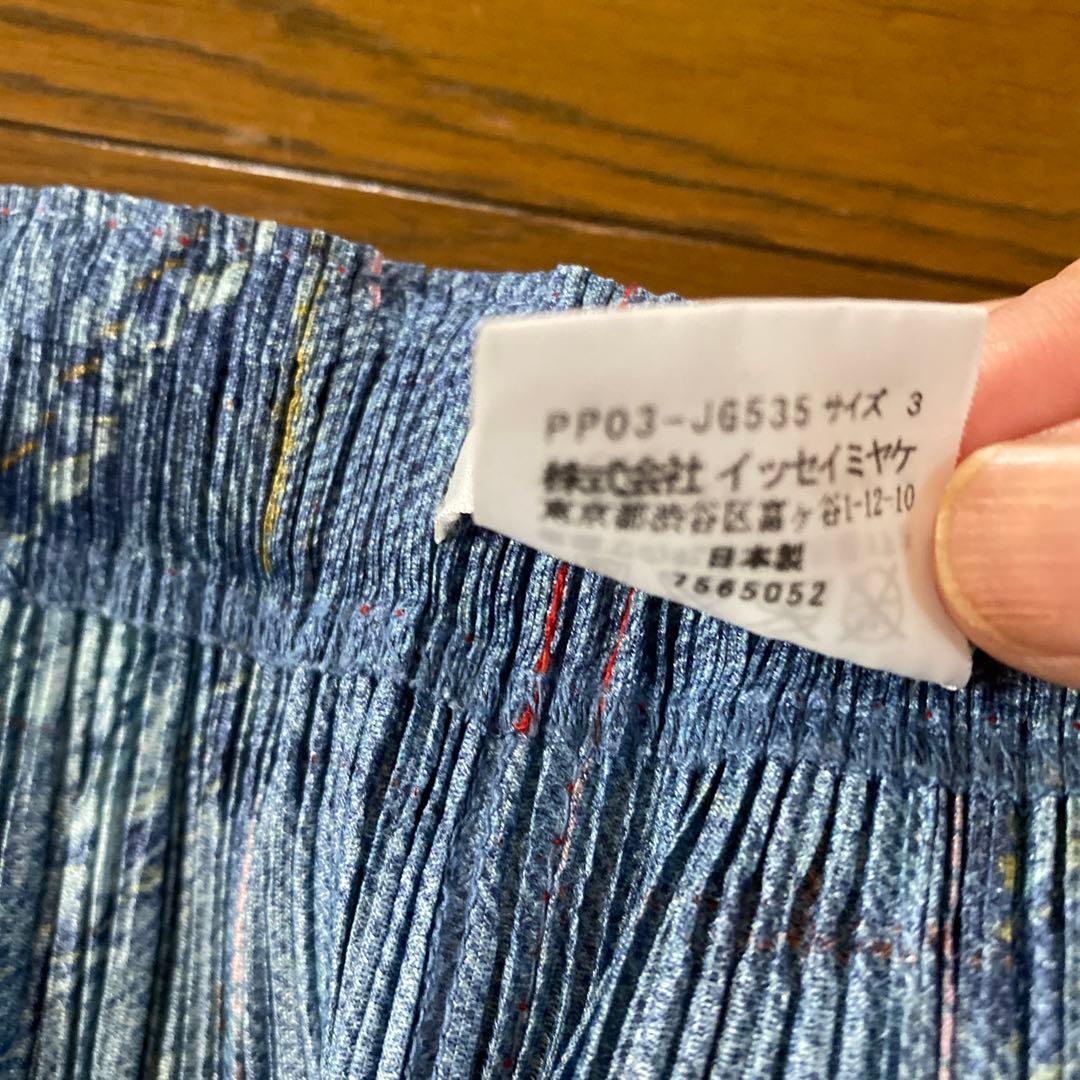 PP03-JG535 サイズ 3
株式会社 イッセイミヤケ
東京都渋谷区富ヶ谷1-12-10
日本製
7565052